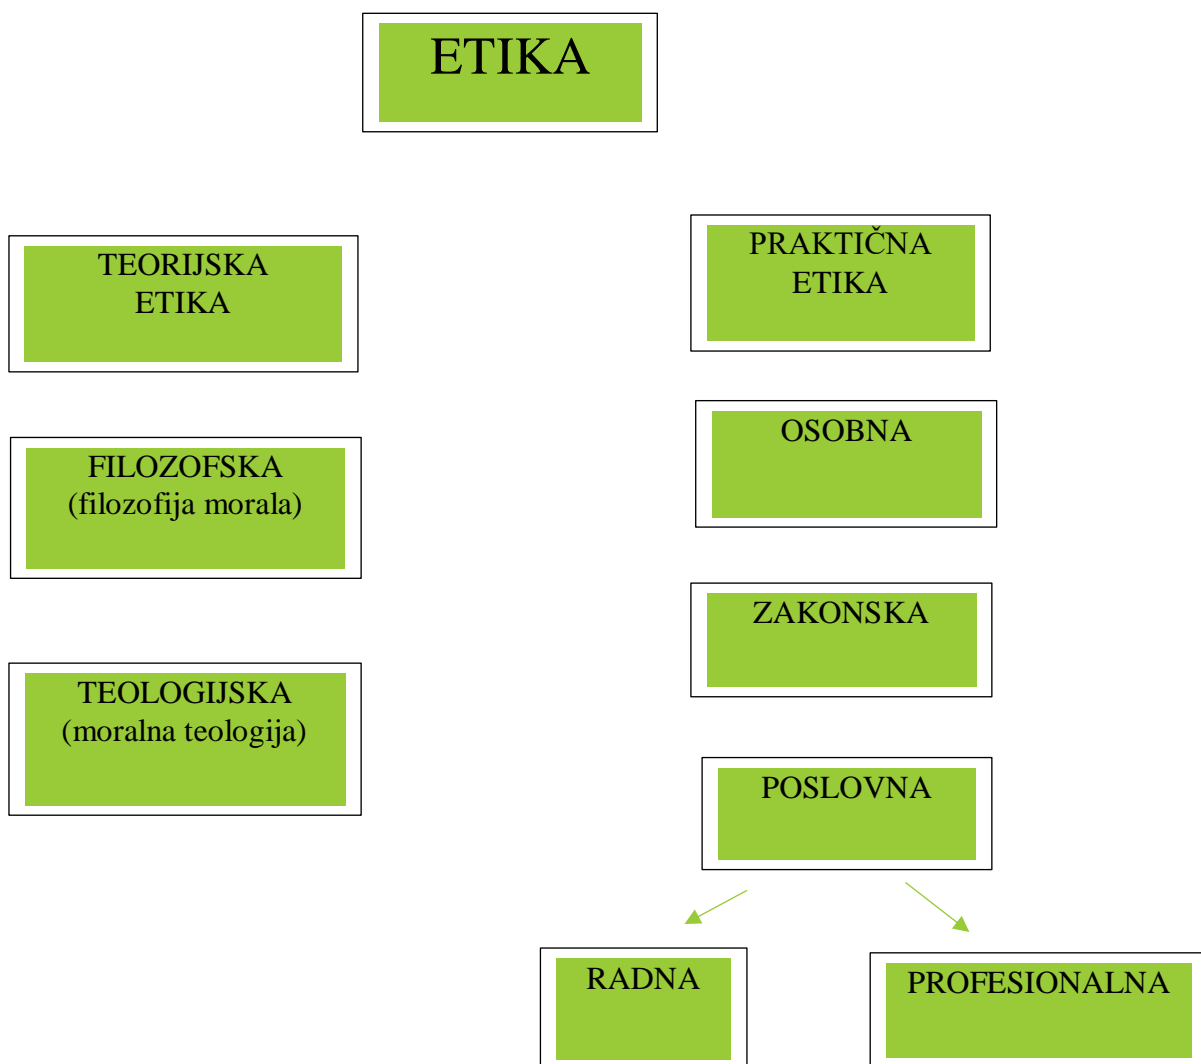 ETIKA
TEORIJSKA
ETIKA
PRAKTIČNA
ETIKA
FILOZOFSKA
(filozofija morala)
OSOBNA
TEOLOGIJSKA
(moralna teologija)
ZAKONSKA
POSLOVNA
RADNA
PROFESIONALNA